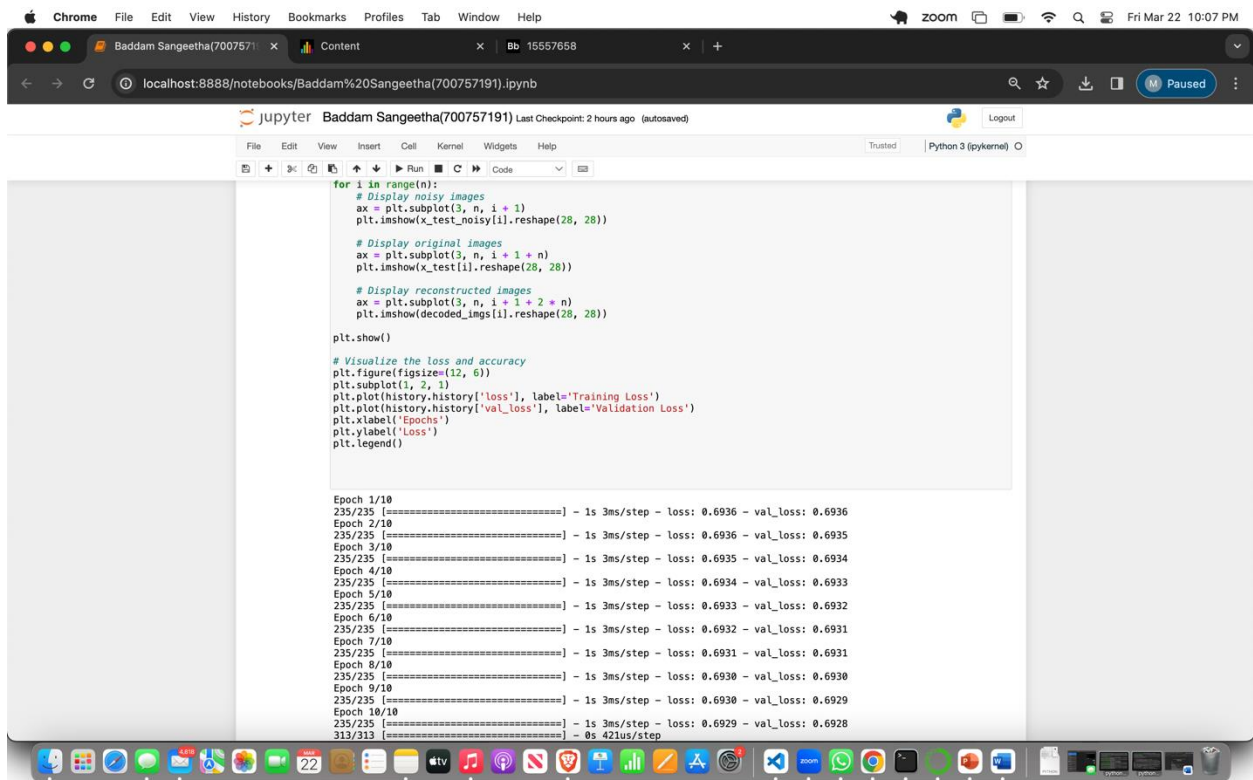 Chrome File Edit View History Bookmarks Profiles Tab Window Help zoom Fri Mar 22 10:07 PM
Baddam Sangeetha(7007571 Content Bb 15557658
localhost:8888/notebooks/Baddam%20Sangeetha(700757191).ipynb M Paused
jupyter Baddam Sangeetha(700757191) Last Checkpoint: 2 hours ago (autosaved) Logout
File Edit View Insert Cell Kernel Widgets Help Trusted Python 3 (ipykernel)
Run Code
for i in range(n):
# Display noisy images
ax = plt.subplot(3, n, i + 1)
plt.imshow(x_test_noisy[i].reshape(28, 28))
# Display original images
ax = plt.subplot(3, n, i + 1 + n)
plt.imshow(x_test[i].reshape(28, 28))
# Display reconstructed images
ax = plt.subplot(3, n, i + 1 + 2 * n)
plt.imshow(decoded_imgs[i].reshape(28, 28))
plt.show()
# Visualize the loss and accuracy
plt.figure(figsize=(12, 6))
plt.subplot(1, 2, 1)
plt.plot(history.history['loss'], label='Training Loss')
plt.plot(history.history['val_loss'], label='Validation Loss')
plt.xlabel('Epochs')
plt.ylabel('Loss')
plt.legend()
Epoch 1/10
235/235 [==============================] - 1s 3ms/step - loss: 0.6936 - val_loss: 0.6936
Epoch 2/10
235/235 [==============================] - 1s 3ms/step - loss: 0.6936 - val_loss: 0.6935
Epoch 3/10
235/235 [==============================] - 1s 3ms/step - loss: 0.6935 - val_loss: 0.6934
Epoch 4/10
235/235 [==============================] - 1s 3ms/step - loss: 0.6934 - val_loss: 0.6933
Epoch 5/10
235/235 [==============================] - 1s 3ms/step - loss: 0.6933 - val_loss: 0.6932
Epoch 6/10
235/235 [==============================] - 1s 3ms/step - loss: 0.6932 - val_loss: 0.6931
Epoch 7/10
235/235 [==============================] - 1s 3ms/step - loss: 0.6931 - val_loss: 0.6931
Epoch 8/10
235/235 [==============================] - 1s 3ms/step - loss: 0.6930 - val_loss: 0.6930
Epoch 9/10
235/235 [==============================] - 1s 3ms/step - loss: 0.6930 - val_loss: 0.6929
Epoch 10/10
235/235 [==============================] - 1s 3ms/step - loss: 0.6929 - val_loss: 0.6928
313/313 [==============================] - 0s 421us/step
MAR 22 tv zoom P W